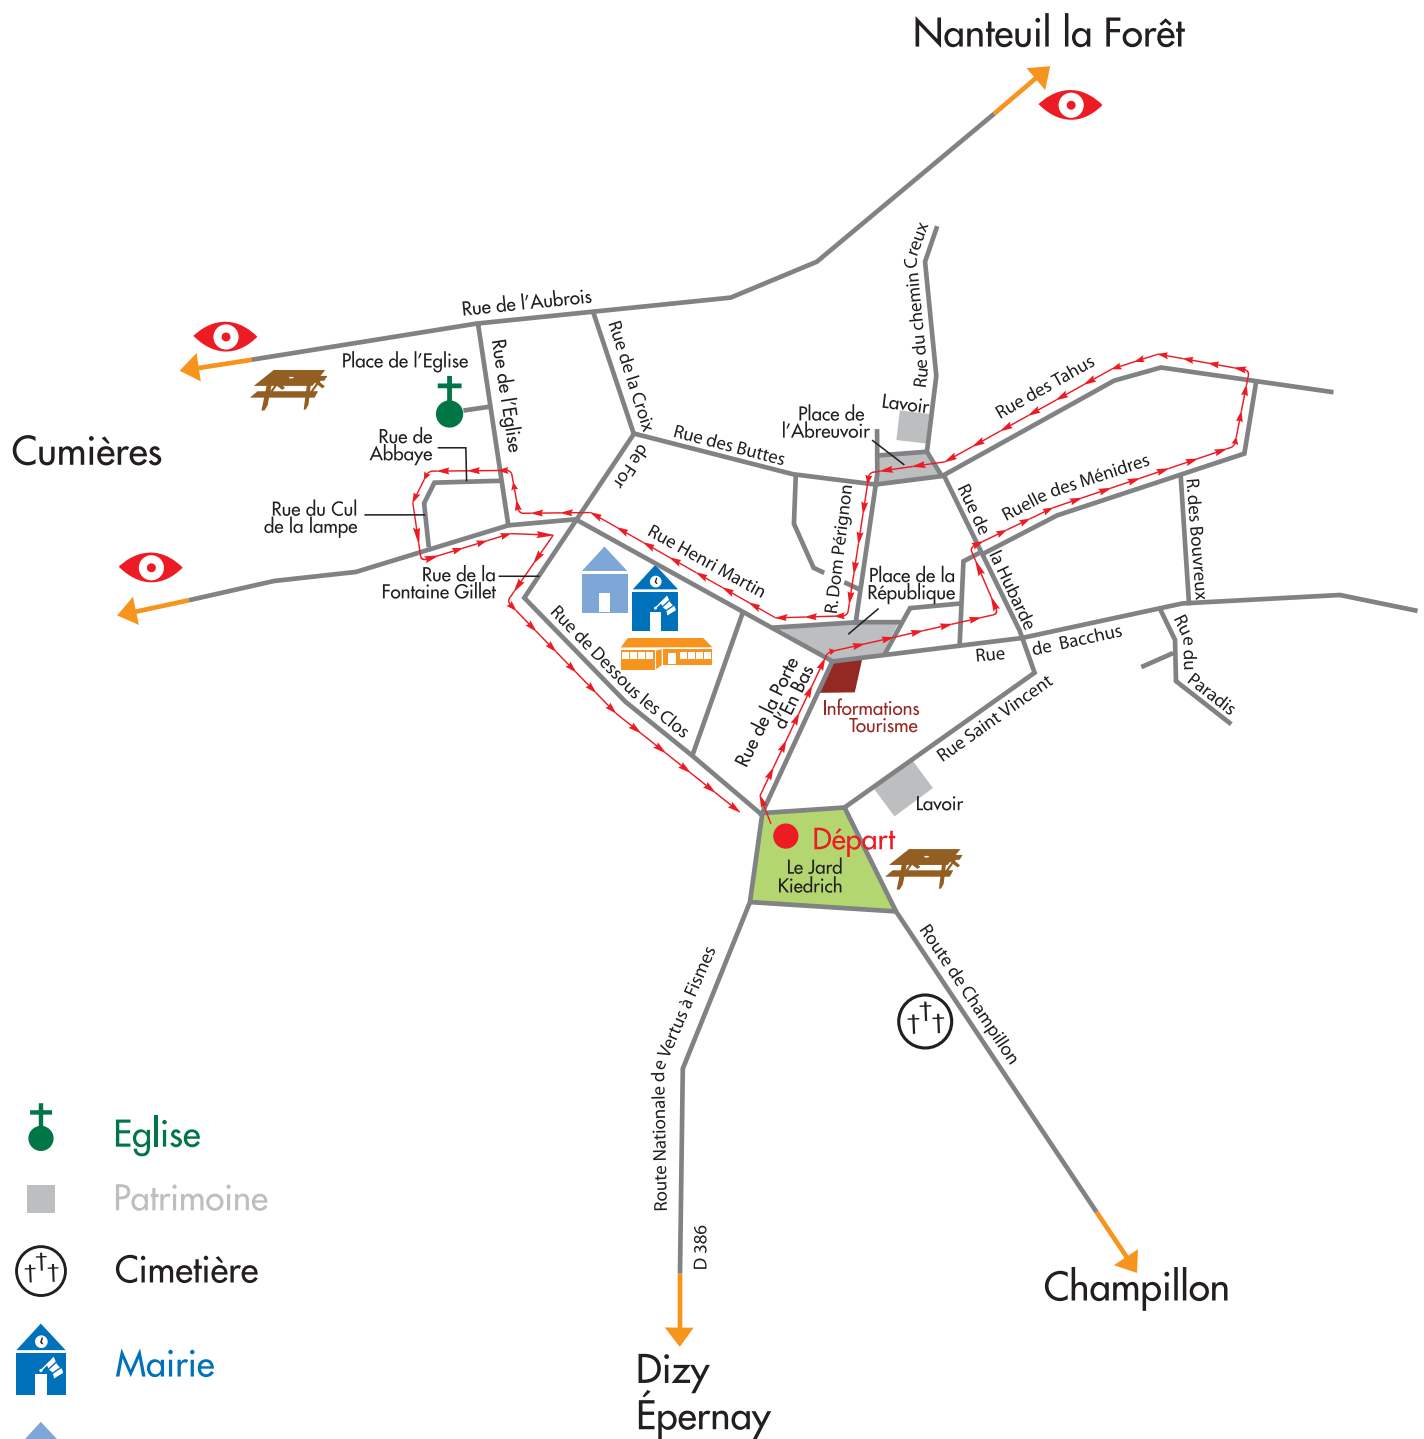 Nanteuil la Forêt
Rue du chemin Creux
Rue de l'Aubrois
Place de l'Eglise
Rue de l'Eglise
Rue de la Croix
de For
Rue des Tahus
Lavoir
Place de
l'Abreuvoir
Rue de
Abbaye
Rue des Buttes
Cumières
Ruelle des Ménidres
Rue du Cul
de la lampe
R. Dom Pérignon
Rue de
la Hubarde
R. des Bouvreux
Rue Henri Martin
Rue de la
Fontaine Gillet
Place de la
République
Rue de Dessous les Clos
Rue de Bacchus
Rue du Paradis
Rue de la Porte
d'En Bas
Rue Saint Vincent
Informations
Tourisme
Lavoir
Départ
Le Jard
Kiedrich
Route Nationale de Vertus à Fismes
Route de Champillon
D 386
Eglise
Patrimoine
Cimetière
Mairie
Champillon
Dizy
Épernay